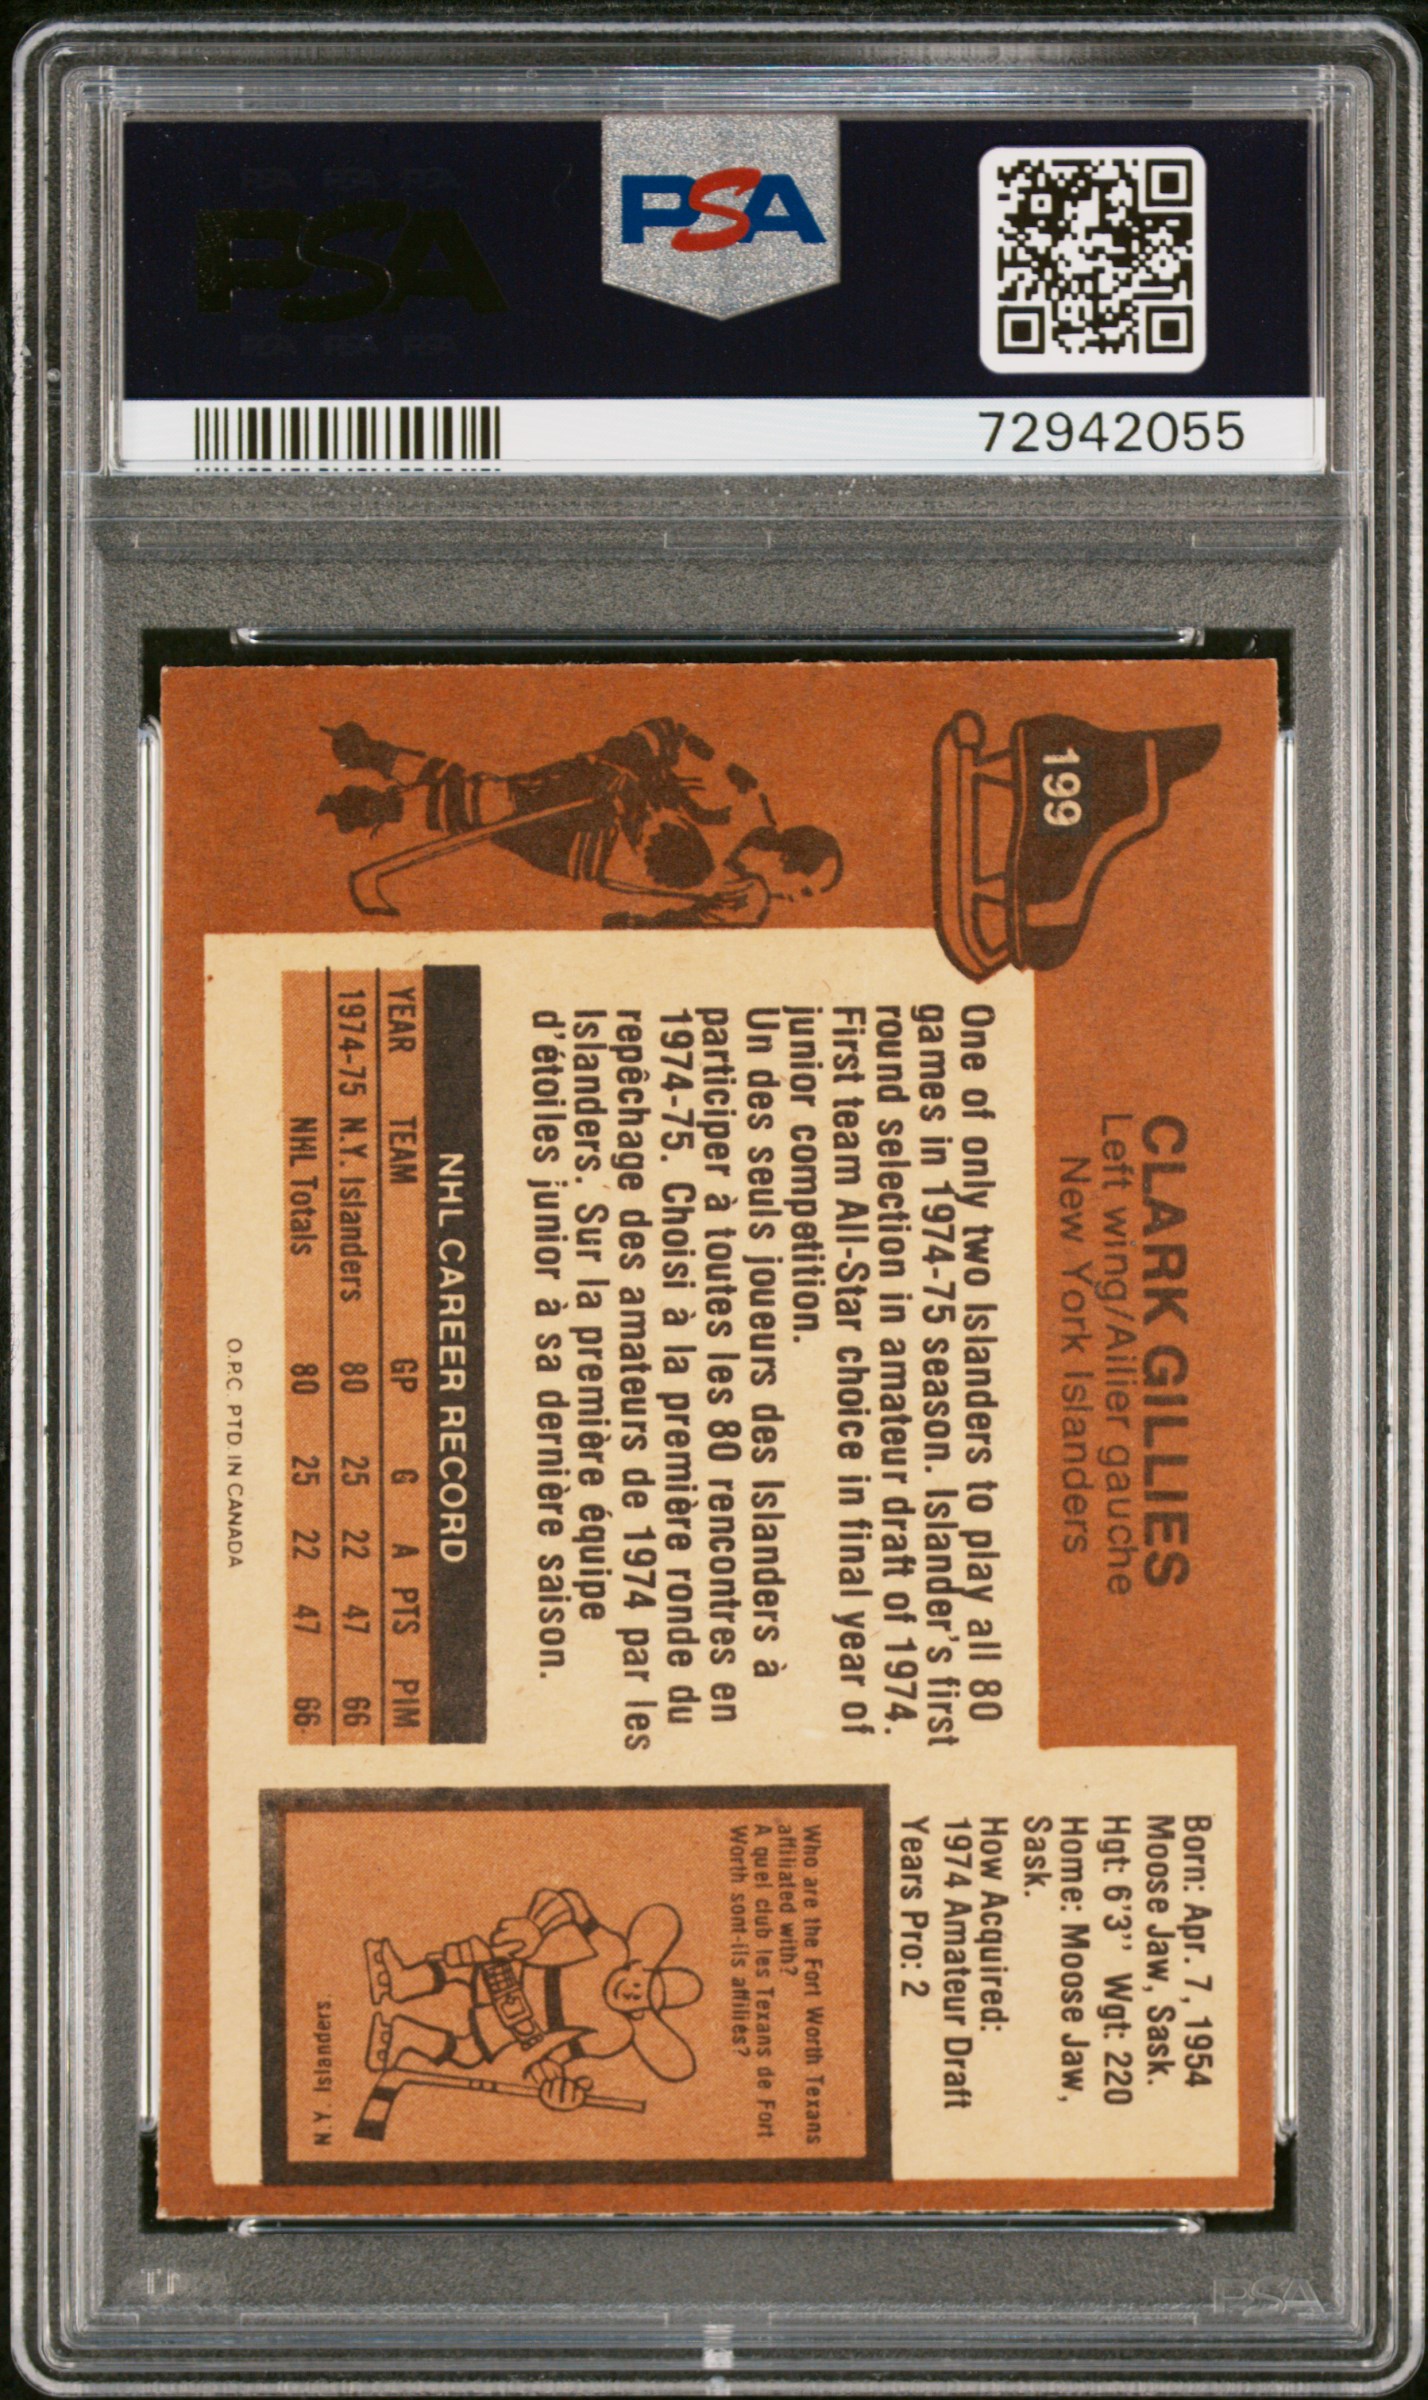 PSA
PSA
72942055
199
CLARK GILLIES
Left wing/Ailier gauche
New York Islanders
One of only two Islanders to play all 80
games in 1974-75 season. Islander's first
round selection in amateur draft of 1974.
First team All-Star choice in final year of
junior competition.
Un des seuls joueurs des Islanders à
participer à toutes les 80 rencontres en
1974-75. Choisi à la première ronde du
repêchage des amateurs de 1974 par les
Islanders. Sur la première équipe
d'étoiles junior à sa dernière saison.
NHL CAREER RECORD
YEAR TEAM GP G A PTS PIM
1974-75 N.Y. Islanders 80 25 22 47 66
NHL Totals 80 25 22 47 66
O.P.C. PTD. IN CANADA
Born: Apr. 7, 1954
Moose Jaw, Sask.
Hgt: 6'3'' Wgt: 220
Home: Moose Jaw,
Sask.
How Acquired:
1974 Amateur Draft
Years Pro: 2
Who are the Fort Worth Texans
affiliated with?
A quel club les Texans de Fort
Worth sont-ils affiliés?
N.Y. Islanders.
PSA